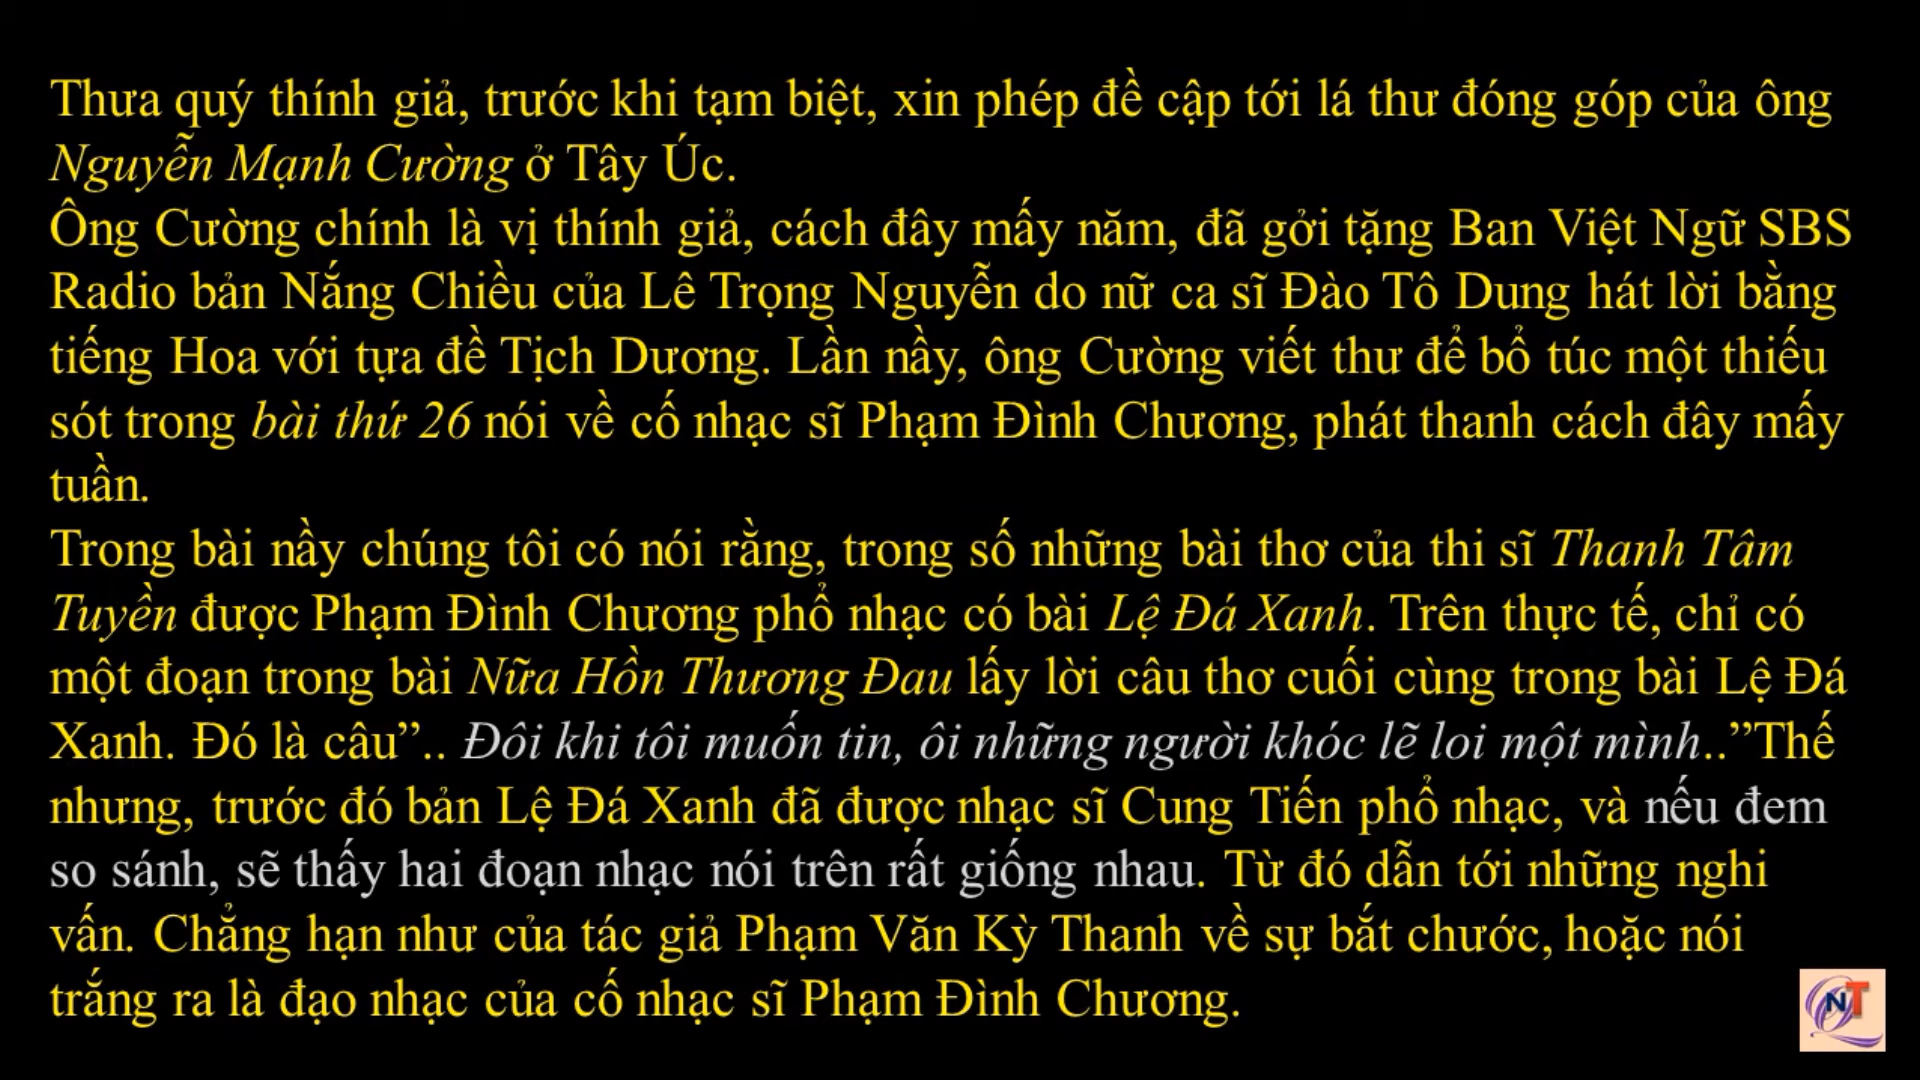 Thưa quý thính giả, trước khi tạm biệt, xin phép đề cập tới lá thư đóng góp của ông
Nguyễn Mạnh Cường ở Tây Úc.
Ông Cường chính là vị thính giả, cách đây mấy năm, đã gởi tặng Ban Việt Ngữ SBS
Radio bản Nắng Chiều của Lê Trọng Nguyễn do nữ ca sĩ Đào Tô Dung hát lời bằng
tiếng Hoa với tựa đề Tịch Dương. Lần nầy, ông Cường viết thư để bổ túc một thiếu
sót trong bài thứ 26 nói về cố nhạc sĩ Phạm Đình Chương, phát thanh cách đây mấy
tuần.
Trong bài nầy chúng tôi có nói rằng, trong số những bài thơ của thi sĩ Thanh Tâm
Tuyền được Phạm Đình Chương phổ nhạc có bài Lệ Đá Xanh. Trên thực tế, chỉ có
một đoạn trong bài Nữa Hồn Thương Đau lấy lời câu thơ cuối cùng trong bài Lệ Đá
Xanh. Đó là câu”.. Đôi khi tôi muốn tin, ôi những người khóc lẽ loi một mình..”Thế
nhưng, trước đó bản Lệ Đá Xanh đã được nhạc sĩ Cung Tiến phổ nhạc, và nếu đem
so sánh, sẽ thấy hai đoạn nhạc nói trên rất giống nhau. Từ đó dẫn tới những nghi
vấn. Chẳng hạn như của tác giả Phạm Văn Kỳ Thanh về sự bắt chước, hoặc nói
trắng ra là đạo nhạc của cố nhạc sĩ Phạm Đình Chương.
NT